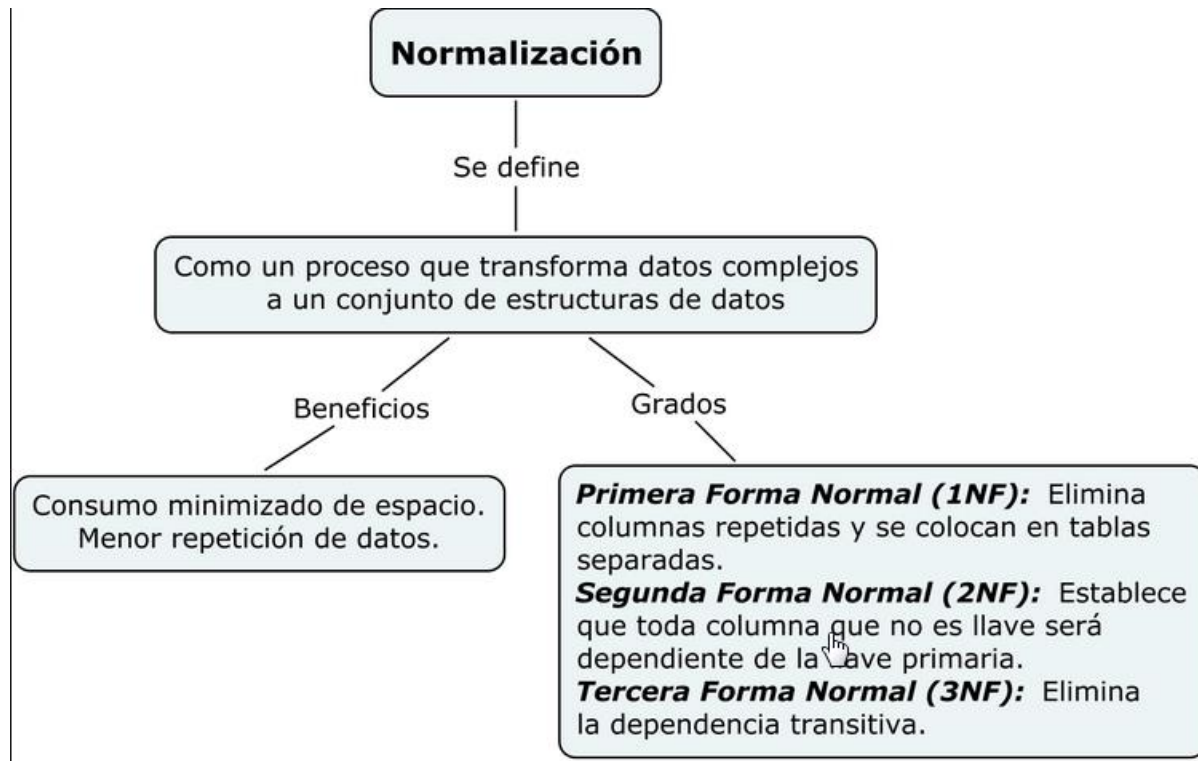 Normalización
Se define
Como un proceso que transforma datos complejos
a un conjunto de estructuras de datos
Beneficios
Grados
Consumo minimizado de espacio.
Menor repetición de datos.
Primera Forma Normal (1NF): Elimina
columnas repetidas y se colocan en tablas
separadas.
Segunda Forma Normal (2NF): Establece
que toda columna que no es llave será
dependiente de la llave primaria.
Tercera Forma Normal (3NF): Elimina
la dependencia transitiva.